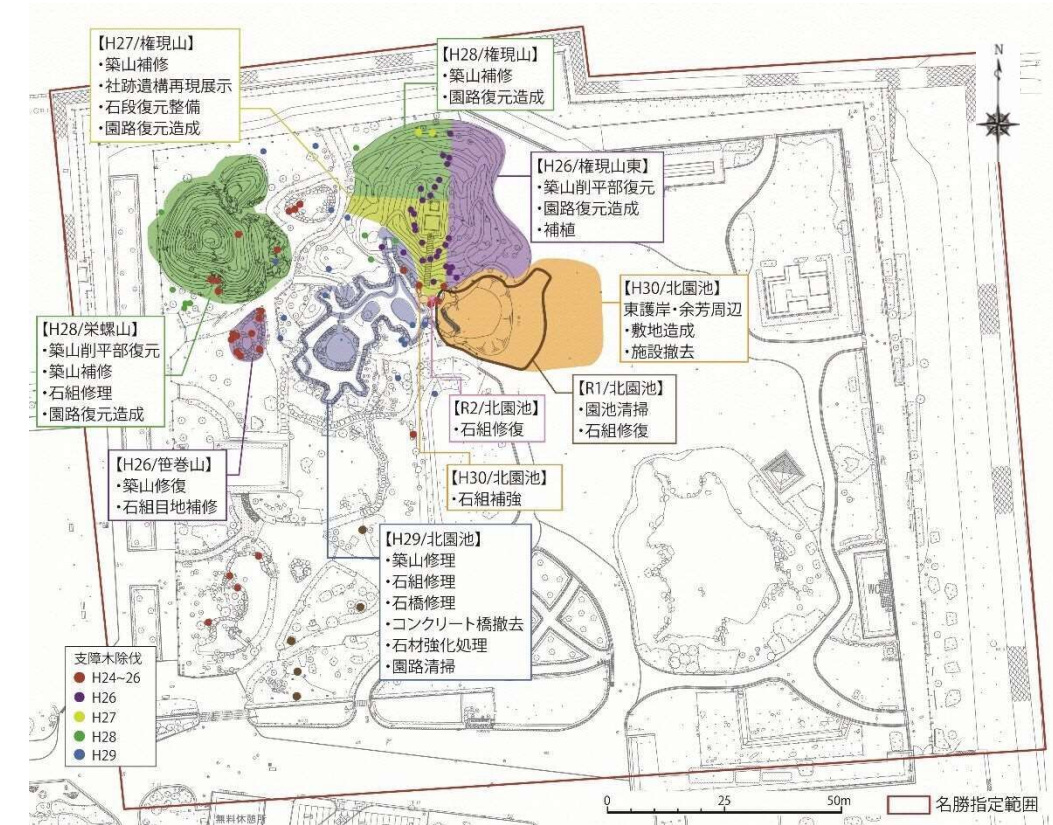 【H27/権現山】
・築山補修
・社跡遺構再現展示
・石段復元整備
・園路復元造成
【H28/権現山】
・築山補修
・園路復元造成
N
【H26/権現山東】
・築山削平部復元
・園路復元造成
・補植
【H30/北園池】
東護岸・余芳周辺
・敷地造成
・施設撤去
【H28/栄螺山】
・築山削平部復元
・築山補修
・石組修理
・園路復元造成
【R1/北園池】
・園池清掃
・石組修復
【R2/北園池】
・石組修復
【H26/笹巻山】
・築山修復
・石組目地補修
【H30/北園池】
・石組補強
【H29/北園池】
・築山修理
・石組修理
・石橋修理
・コンクリート橋撤去
・石材強化処理
・園路清掃
WC
支障木除伐
H24~26
H26
H27
H28
H29
0 25 50m
名勝指定範囲
無料休憩所